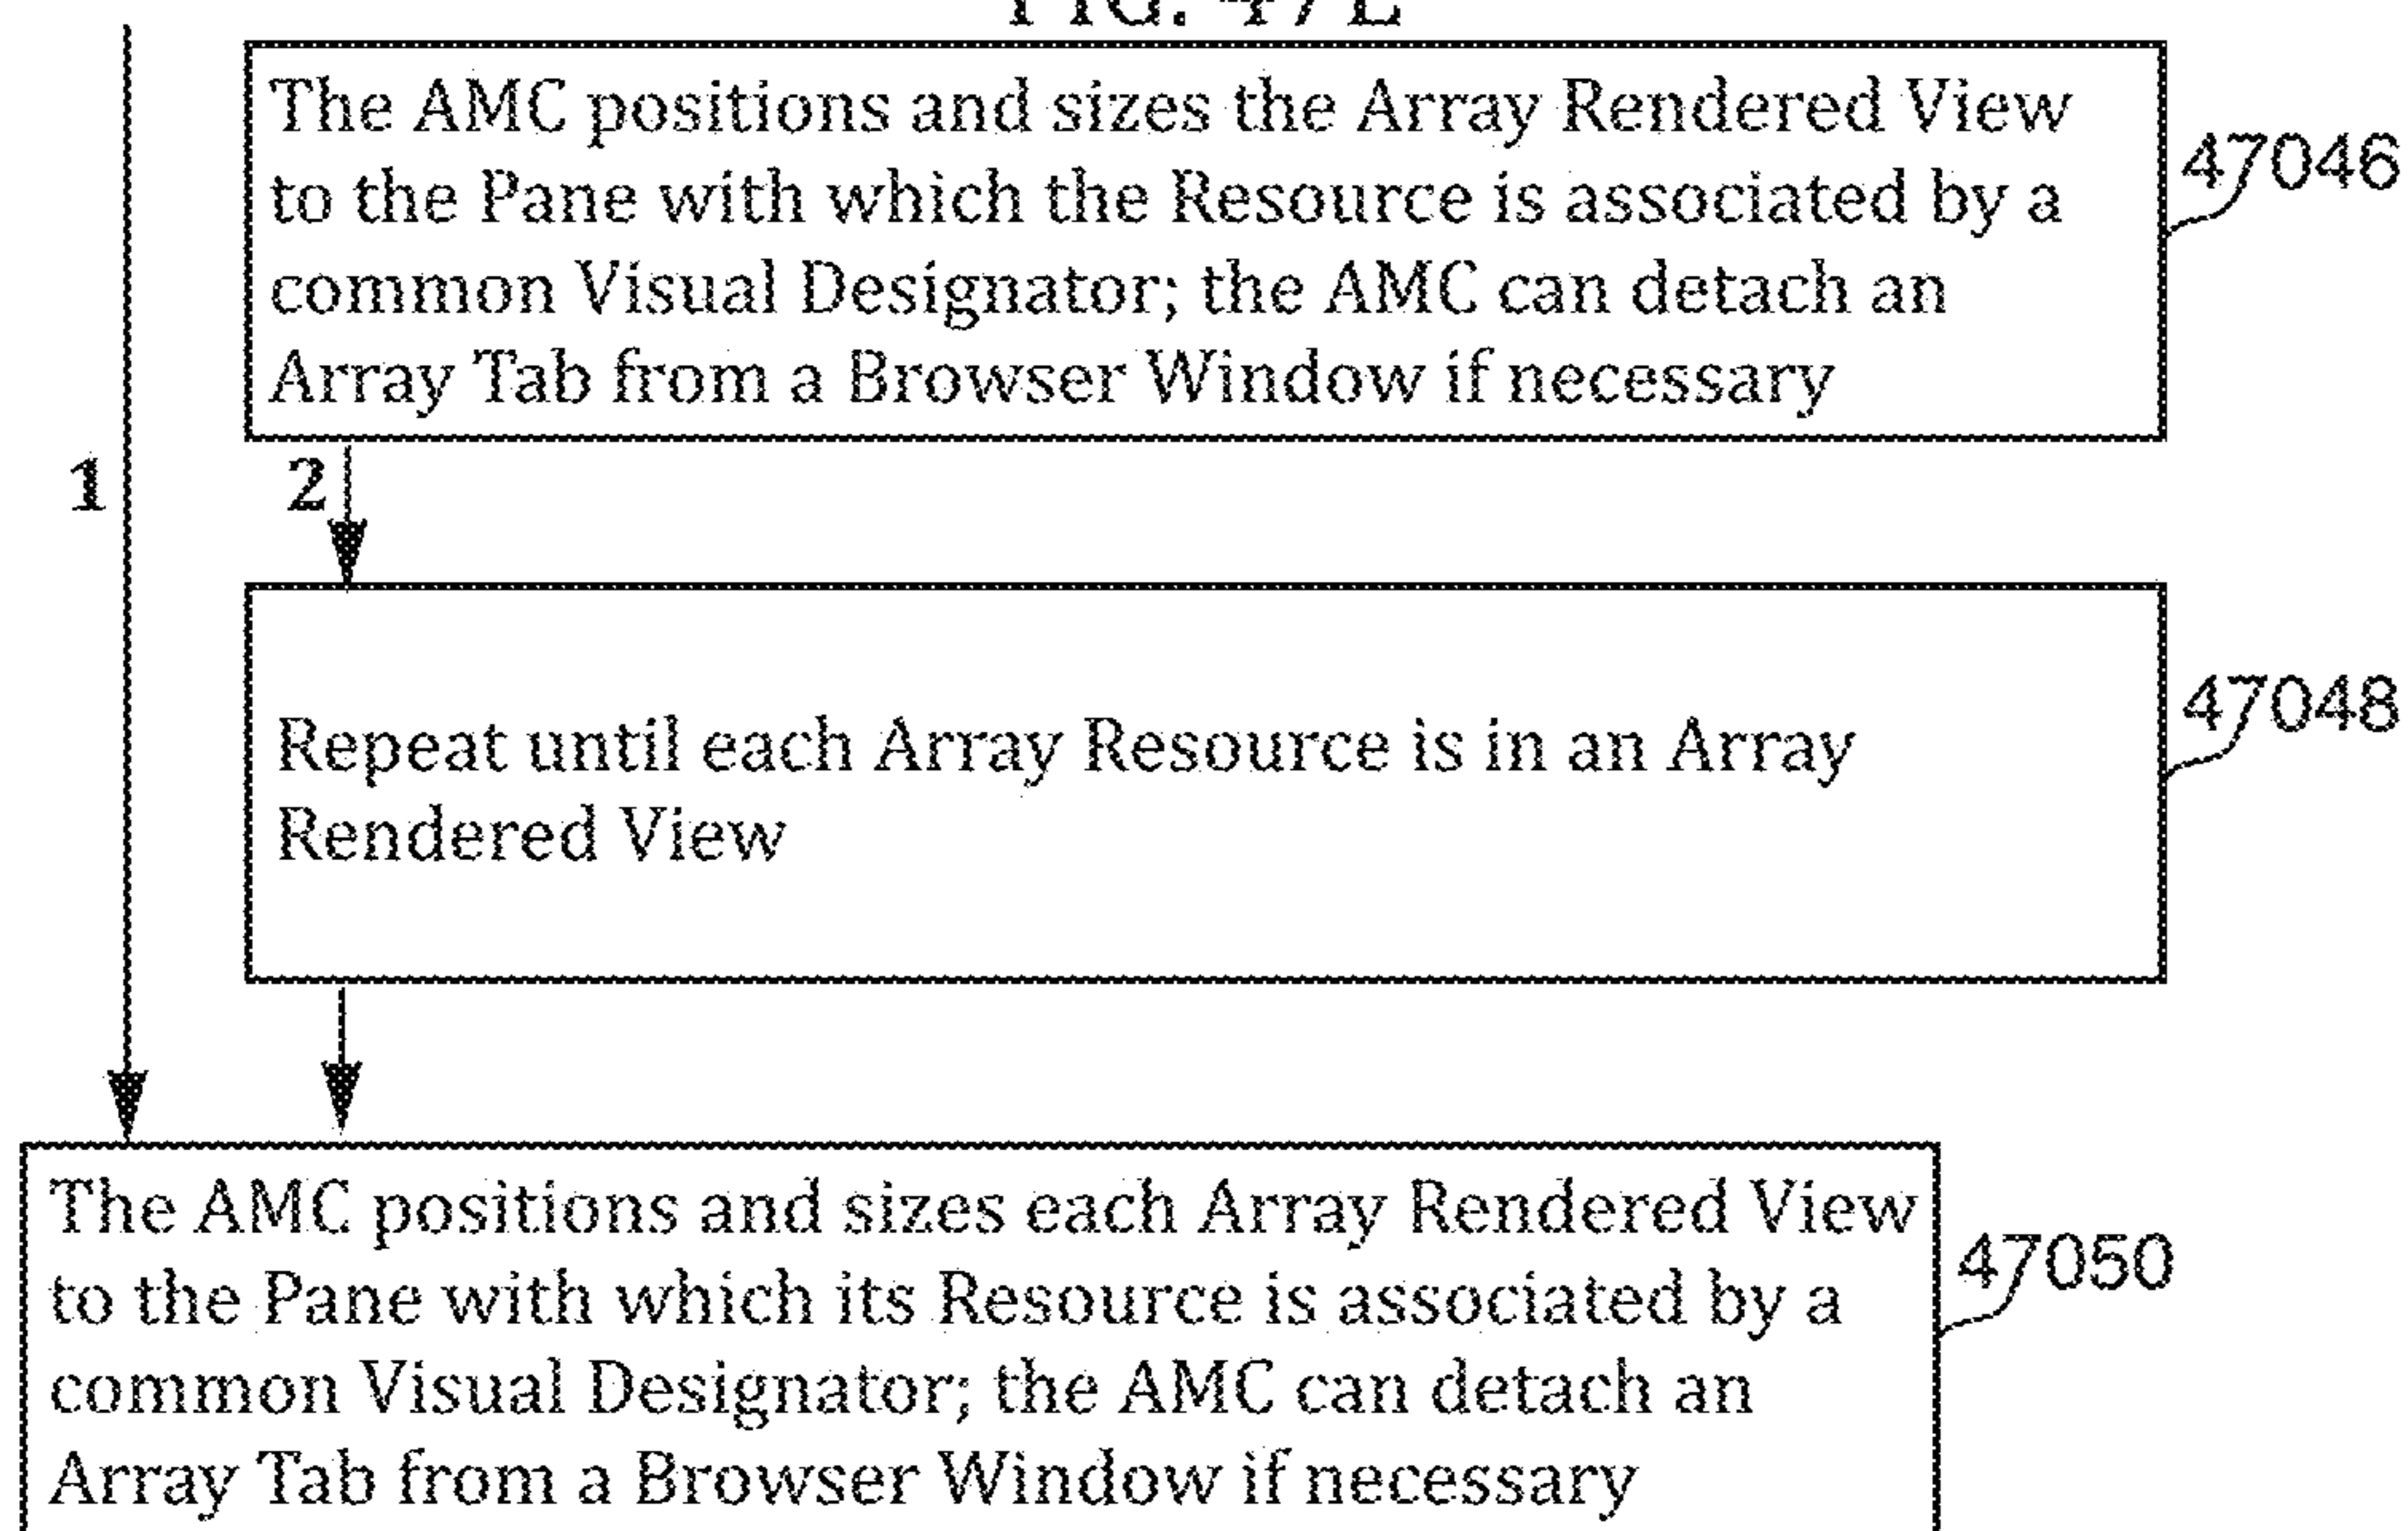 FIG. 47E
The AMC positions and sizes the Array Rendered View
to the Pane with which the Resource is associated by a
common Visual Designator; the AMC can detach an
Array Tab from a Browser Window if necessary
47046
1
2
Repeat until each Array Resource is in an Array
Rendered View
47048
The AMC positions and sizes each Array Rendered View
to the Pane with which its Resource is associated by a
common Visual Designator; the AMC can detach an
Array Tab from a Browser Window if necessary
47050